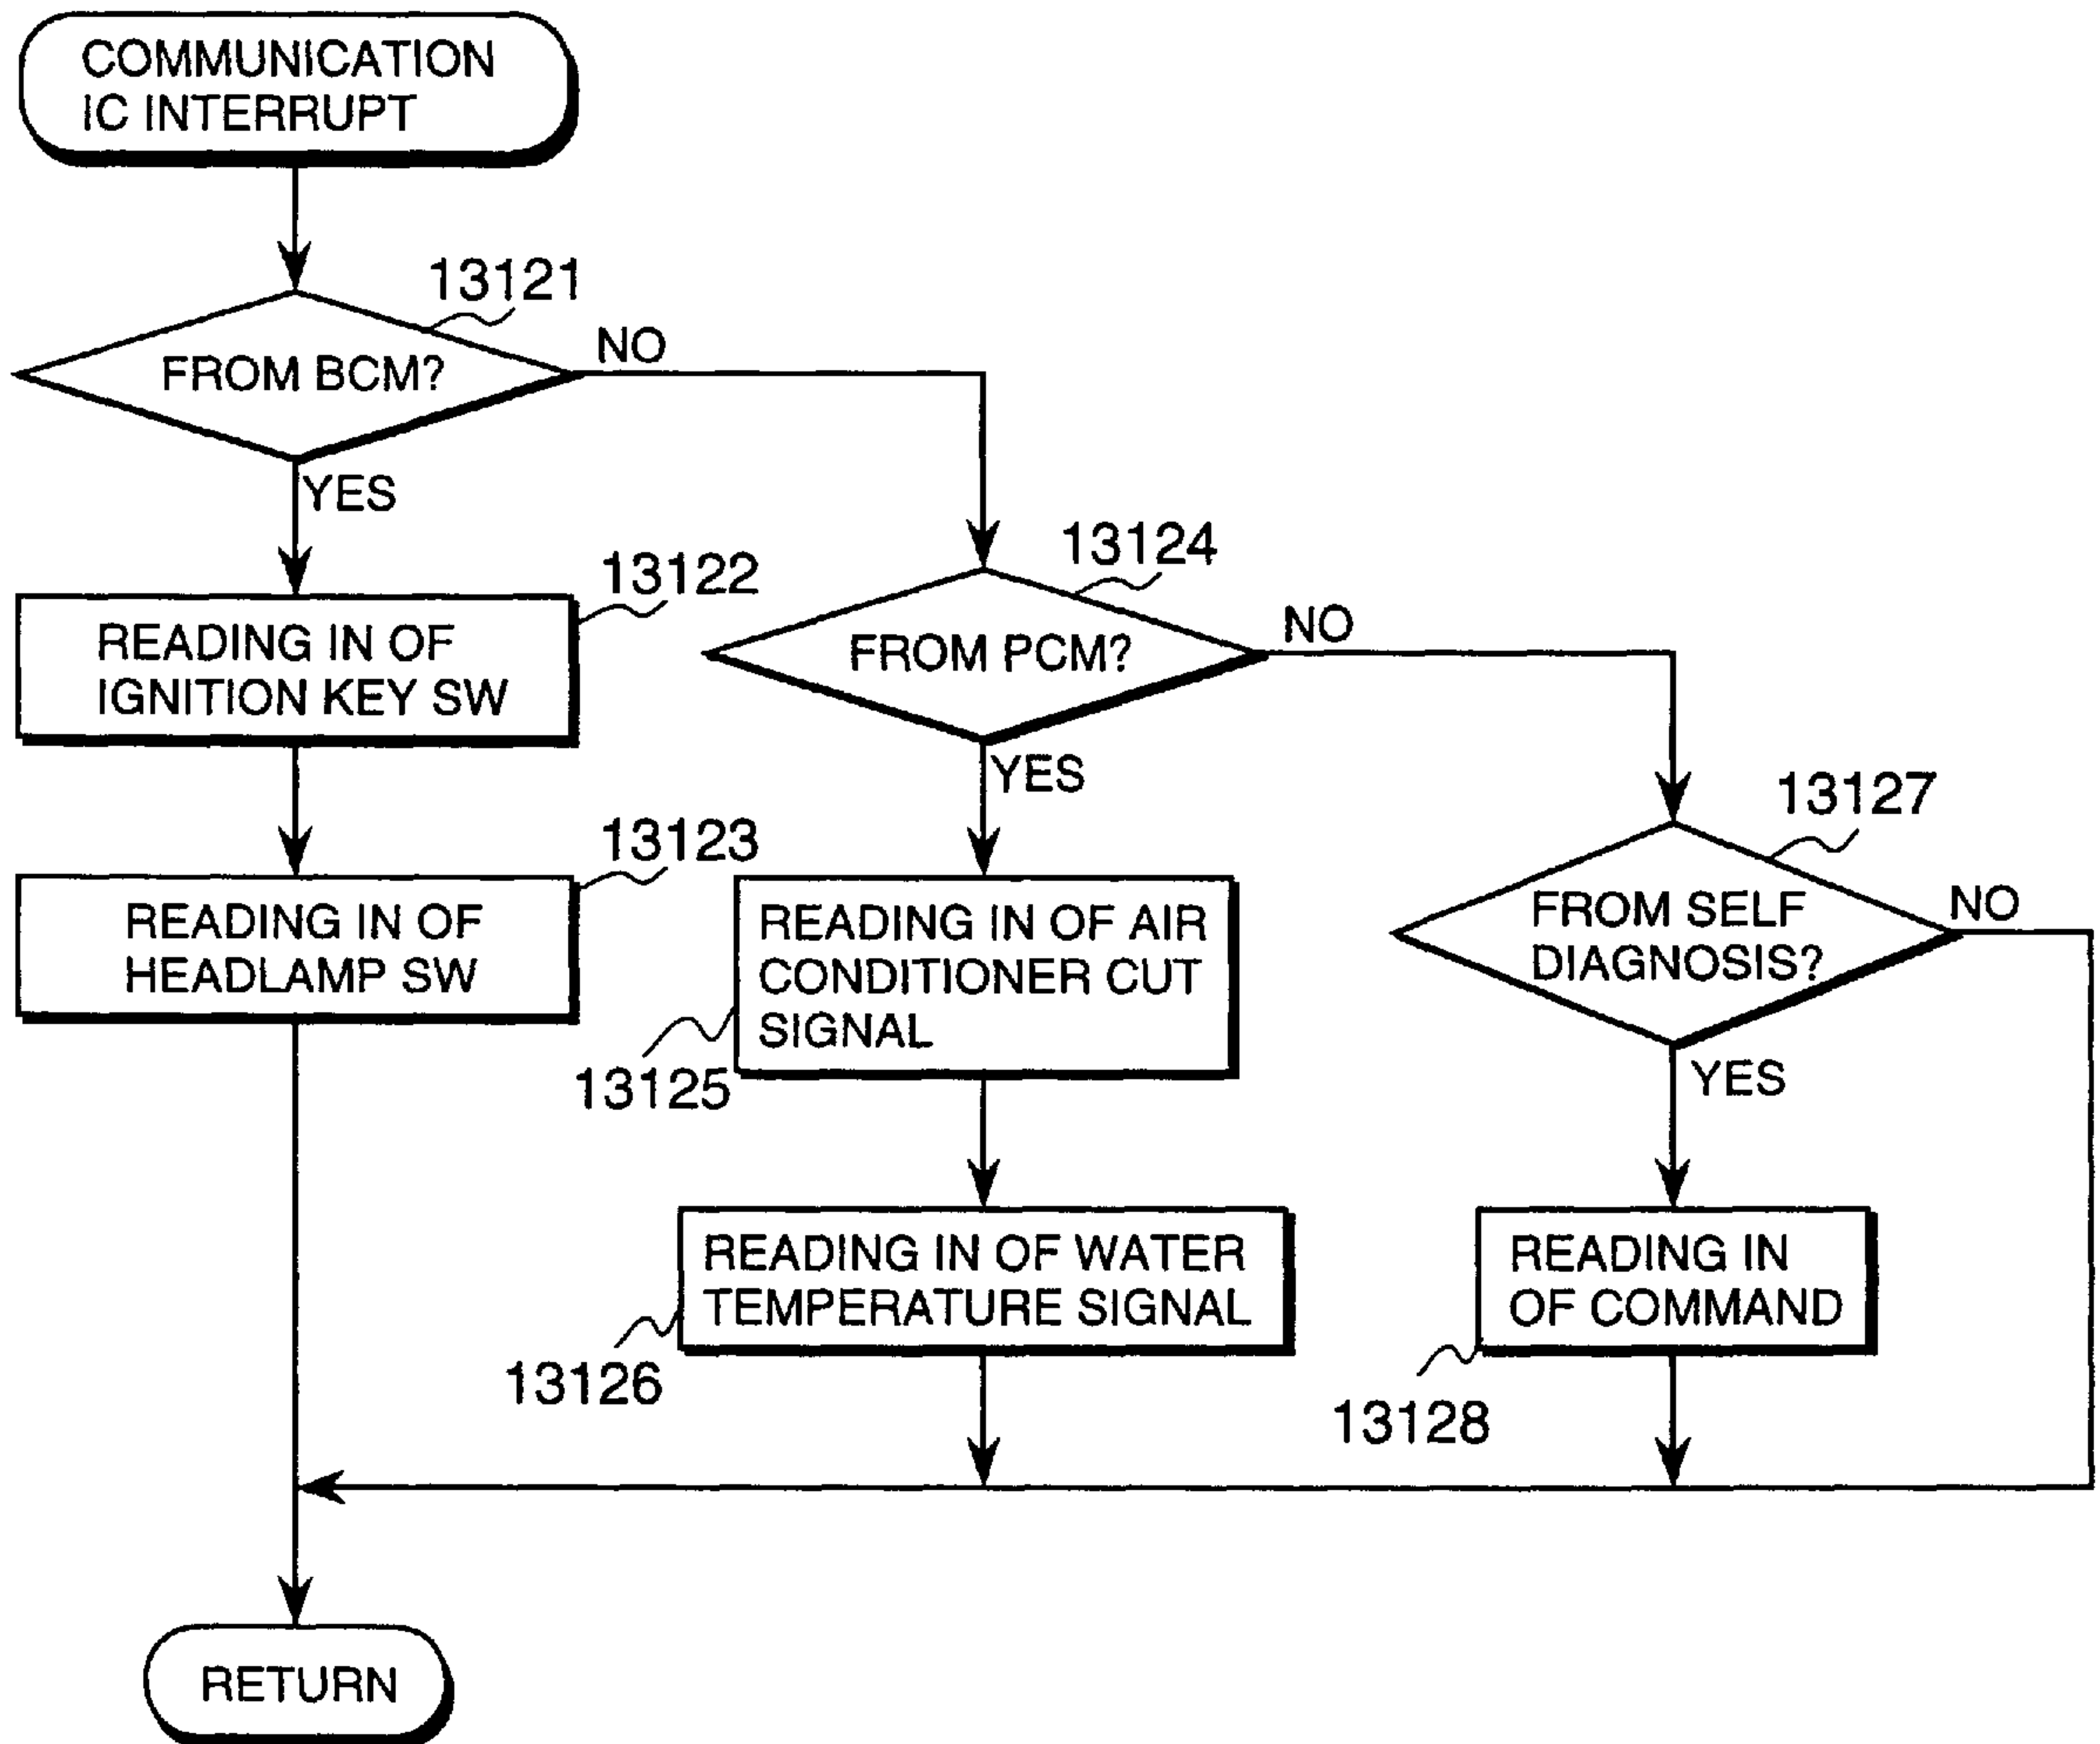 COMMUNICATION
IC INTERRUPT
13121
FROM BCM?
NO
YES
13122
READING IN OF
IGNITION KEY SW
13123
READING IN OF
HEADLAMP SW
13124
FROM PCM?
NO
YES
READING IN OF AIR
CONDITIONER CUT
SIGNAL
13125
READING IN OF WATER
TEMPERATURE SIGNAL
13126
13127
FROM SELF
DIAGNOSIS?
NO
YES
READING IN
OF COMMAND
13128
RETURN